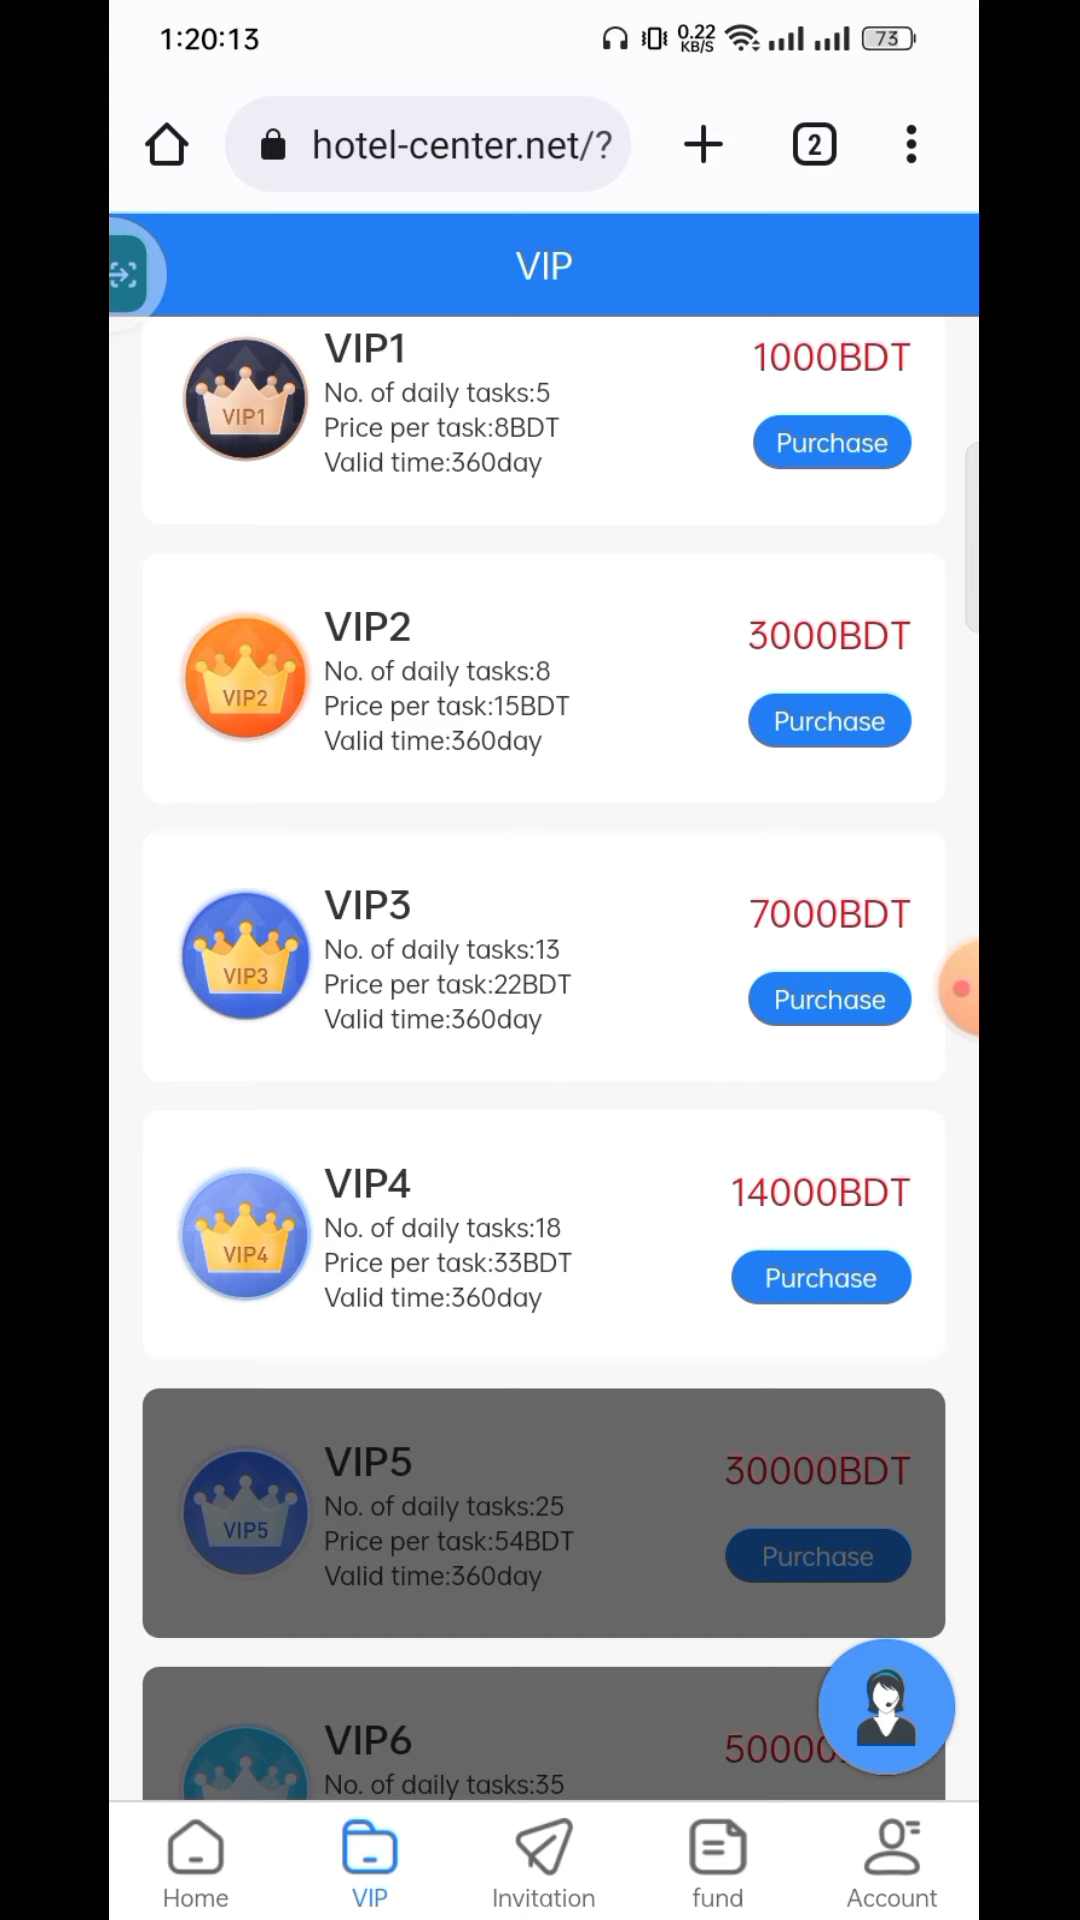 1:20:13
0.22
KB/S
73
hotel-center.net/?
2
VIP
VIP1
VIP1
No. of daily tasks:5
Price per task:8BDT
Valid time:360day
1000BDT
Purchase
VIP2
VIP2
No. of daily tasks:8
Price per task:15BDT
Valid time:360day
3000BDT
Purchase
VIP3
VIP3
No. of daily tasks:13
Price per task:22BDT
Valid time:360day
7000BDT
Purchase
VIP4
VIP4
No. of daily tasks:18
Price per task:33BDT
Valid time:360day
14000BDT
Purchase
VIP5
VIP5
No. of daily tasks:25
Price per task:54BDT
Valid time:360day
30000BDT
Purchase
VIP6
No. of daily tasks:35
50000
Home
VIP
Invitation
fund
Account